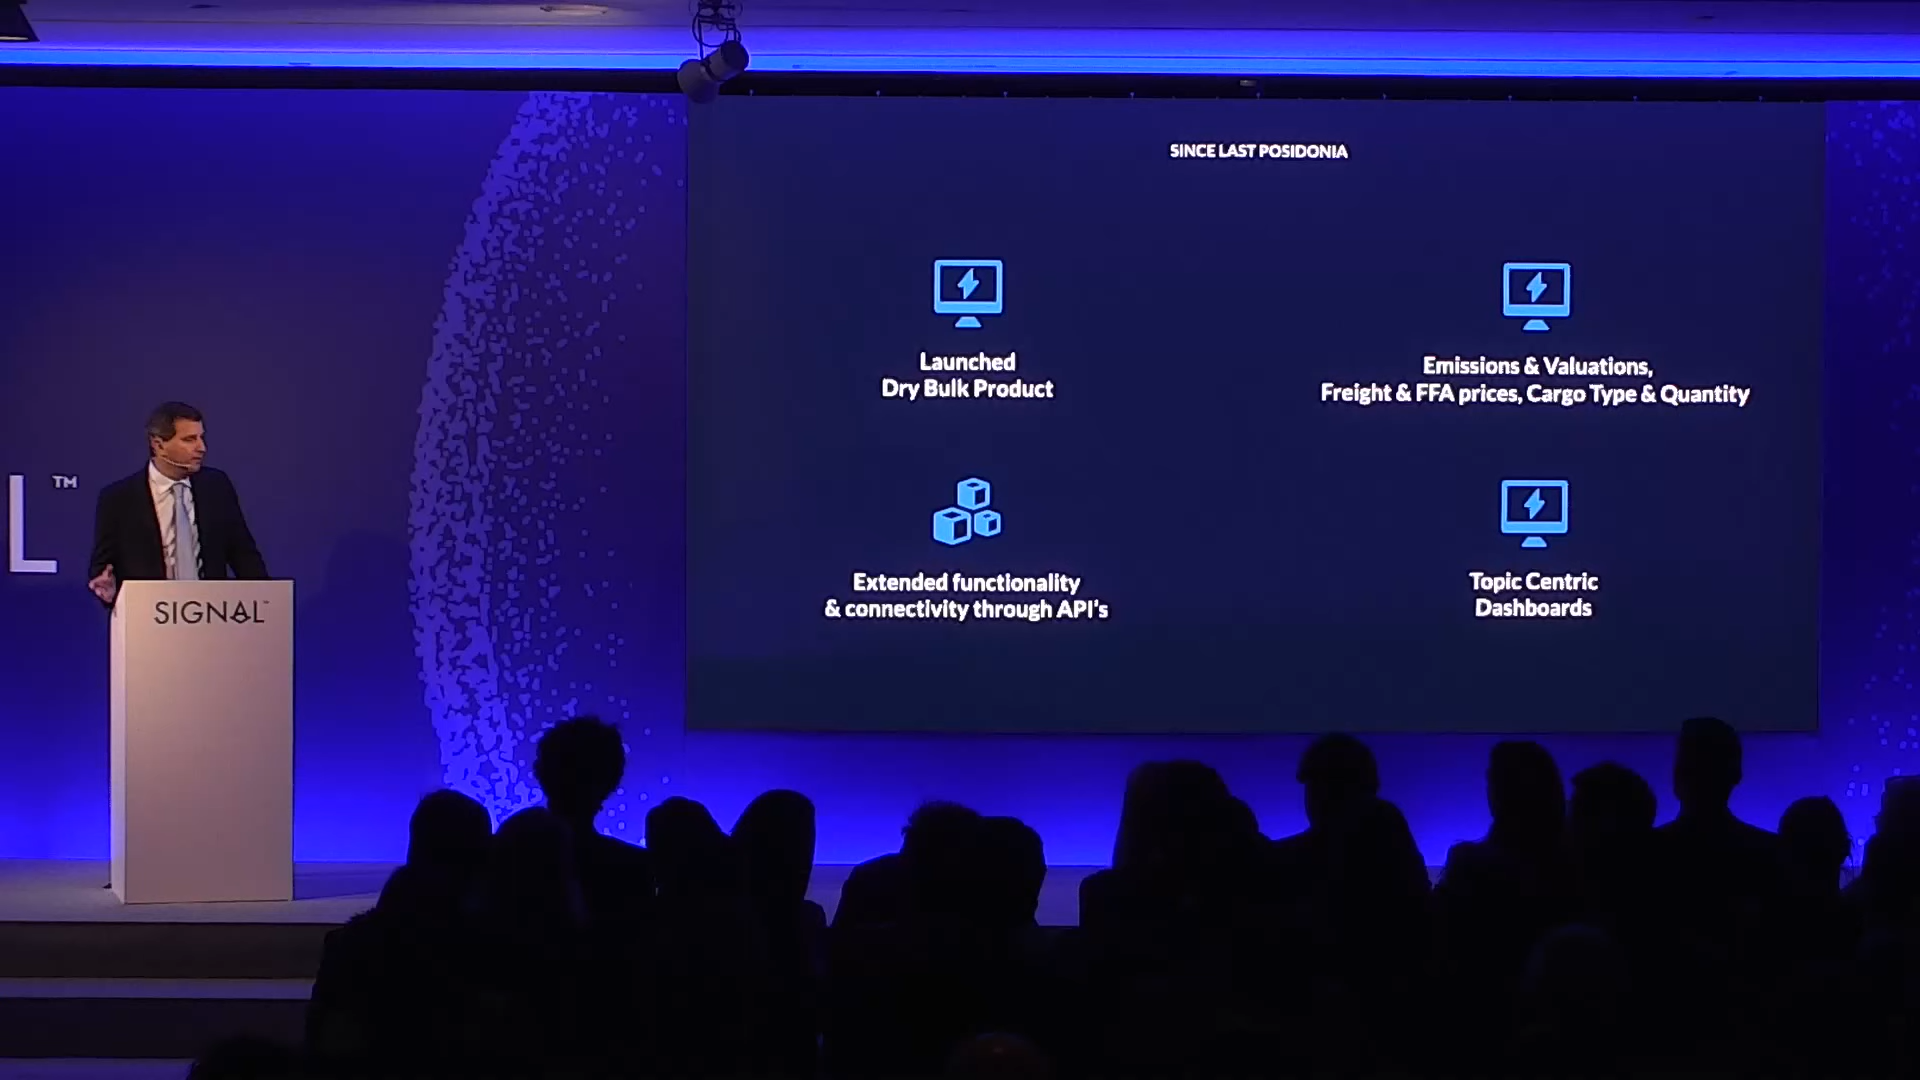 SINCE LAST POSIDONIA
Launched
Dry Bulk Product
Emissions & Valuations,
Freight & FFA prices, Cargo Type & Quantity
Extended functionality
& connectivity through API's
Topic Centric
Dashboards
L™
SIGNAL™